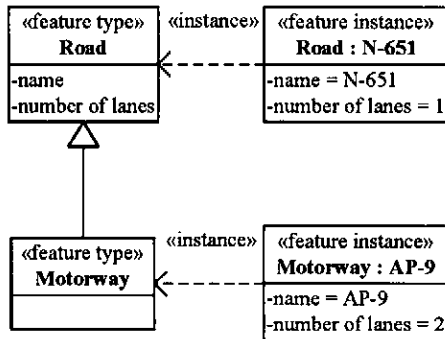 «feature type»
Road
-name
-number of lanes
«instance»
«feature instance»
Road : N-651
-name = N-651
-number of lanes = 1
«feature type»
Motorway
«instance»
«feature instance»
Motorway : AP-9
-name = AP-9
-number of lanes = 2